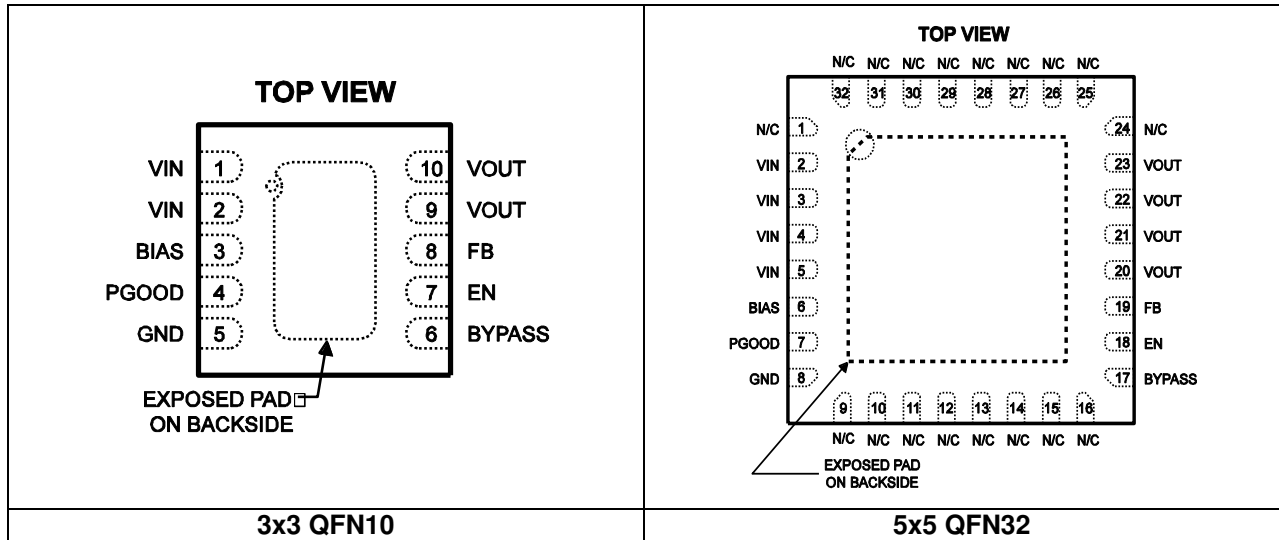 TOP VIEW
VIN 1 10 VOUT
VIN 2 9 VOUT
BIAS 3 8 FB
PGOOD 4 7 EN
GND 5 6 BYPASS
EXPOSED PAD
ON BACKSIDE
3x3 QFN10
TOP VIEW
N/C N/C N/C N/C N/C N/C N/C N/C
32 31 30 29 28 27 26 25
N/C 1 24 N/C
VIN 2 23 VOUT
VIN 3 22 VOUT
VIN 4 21 VOUT
VIN 5 20 VOUT
BIAS 6 19 FB
PGOOD 7 18 EN
GND 8 17 BYPASS
9 10 11 12 13 14 15 16
N/C N/C N/C N/C N/C N/C N/C N/C
EXPOSED PAD
ON BACKSIDE
5x5 QFN32